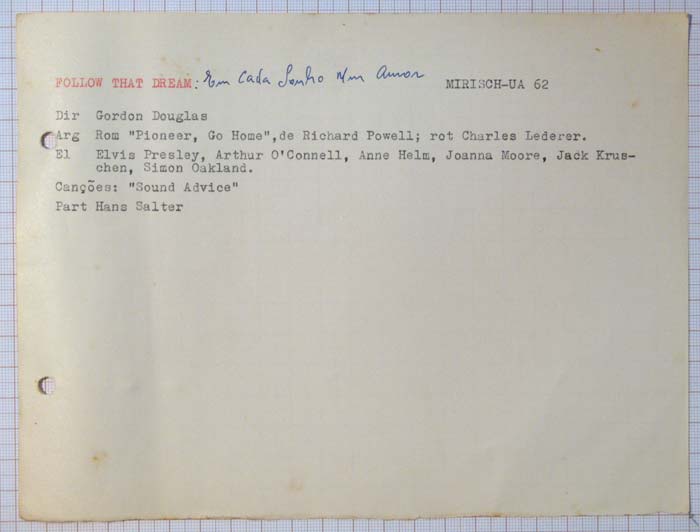 FOLLOW THAT DREAM: Em Cada Sonho Um Amor MIRISCH-UA 62
Dir Gordon Douglas
Arg Rom "Pioneer, Go Home",de Richard Powell; rot Charles Lederer.
El Elvis Presley, Arthur O'Connell, Anne Helm, Joanna Moore, Jack Krus-
chen, Simon Oakland.
Canções: "Sound Advice"
Part Hans Salter